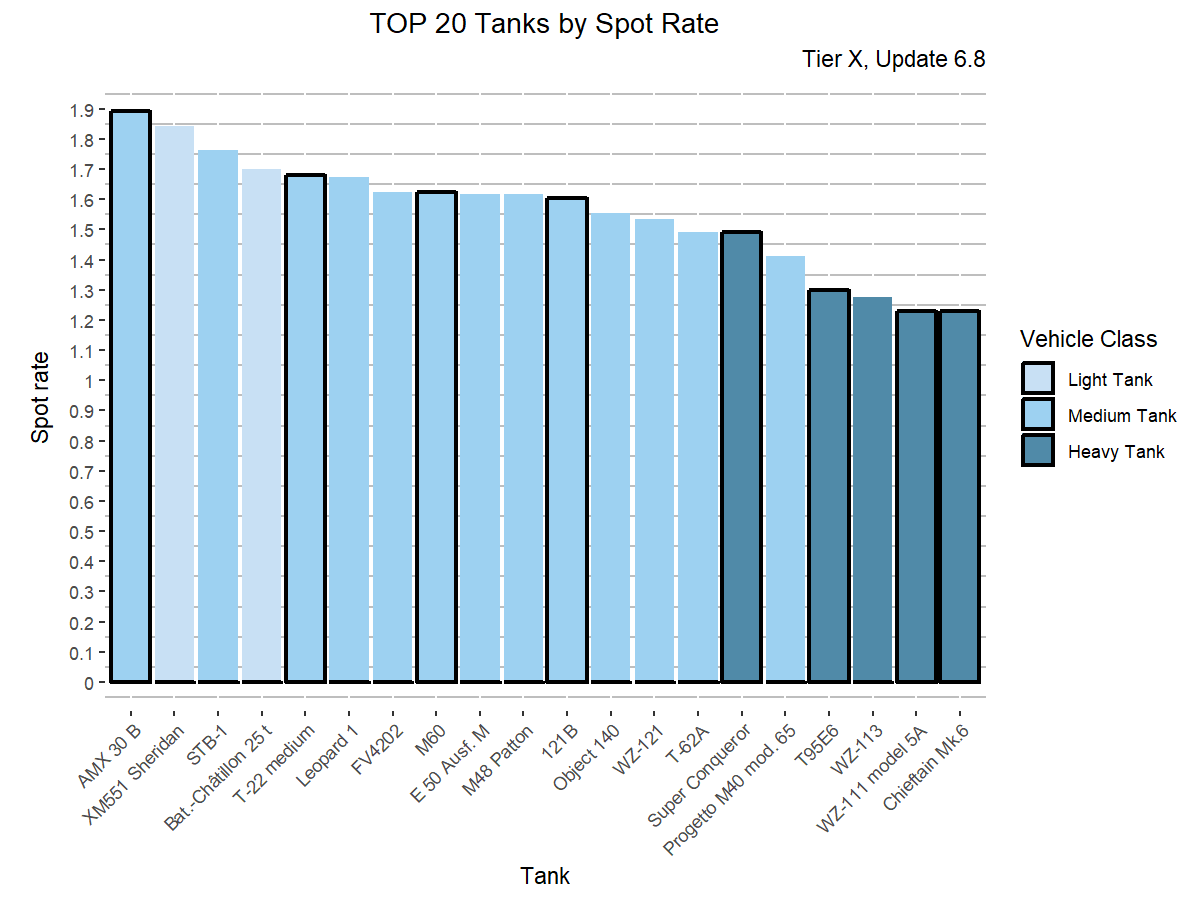 TOP 20 Tanks by Spot Rate
Tier X, Update 6.8
Spot rate
1.9
1.8
1.7
1.6
1.5
1.4
1.3
1.2
1.1
1
0.9
0.8
0.7
0.6
0.5
0.4
0.3
0.2
0.1
0
AMX 30 B
XM551 Sheridan
STB-1
Bat.-Châtillon 25 t
T-22 medium
Leopard 1
FV4202
M60
E 50 Ausf. M
M48 Patton
121B
Object 140
WZ-121
T-62A
Super Conqueror
Progetto M40 mod. 65
T95E6
WZ-113
WZ-111 model 5A
Chieftain Mk.6
Tank
Vehicle Class
Light Tank
Medium Tank
Heavy Tank